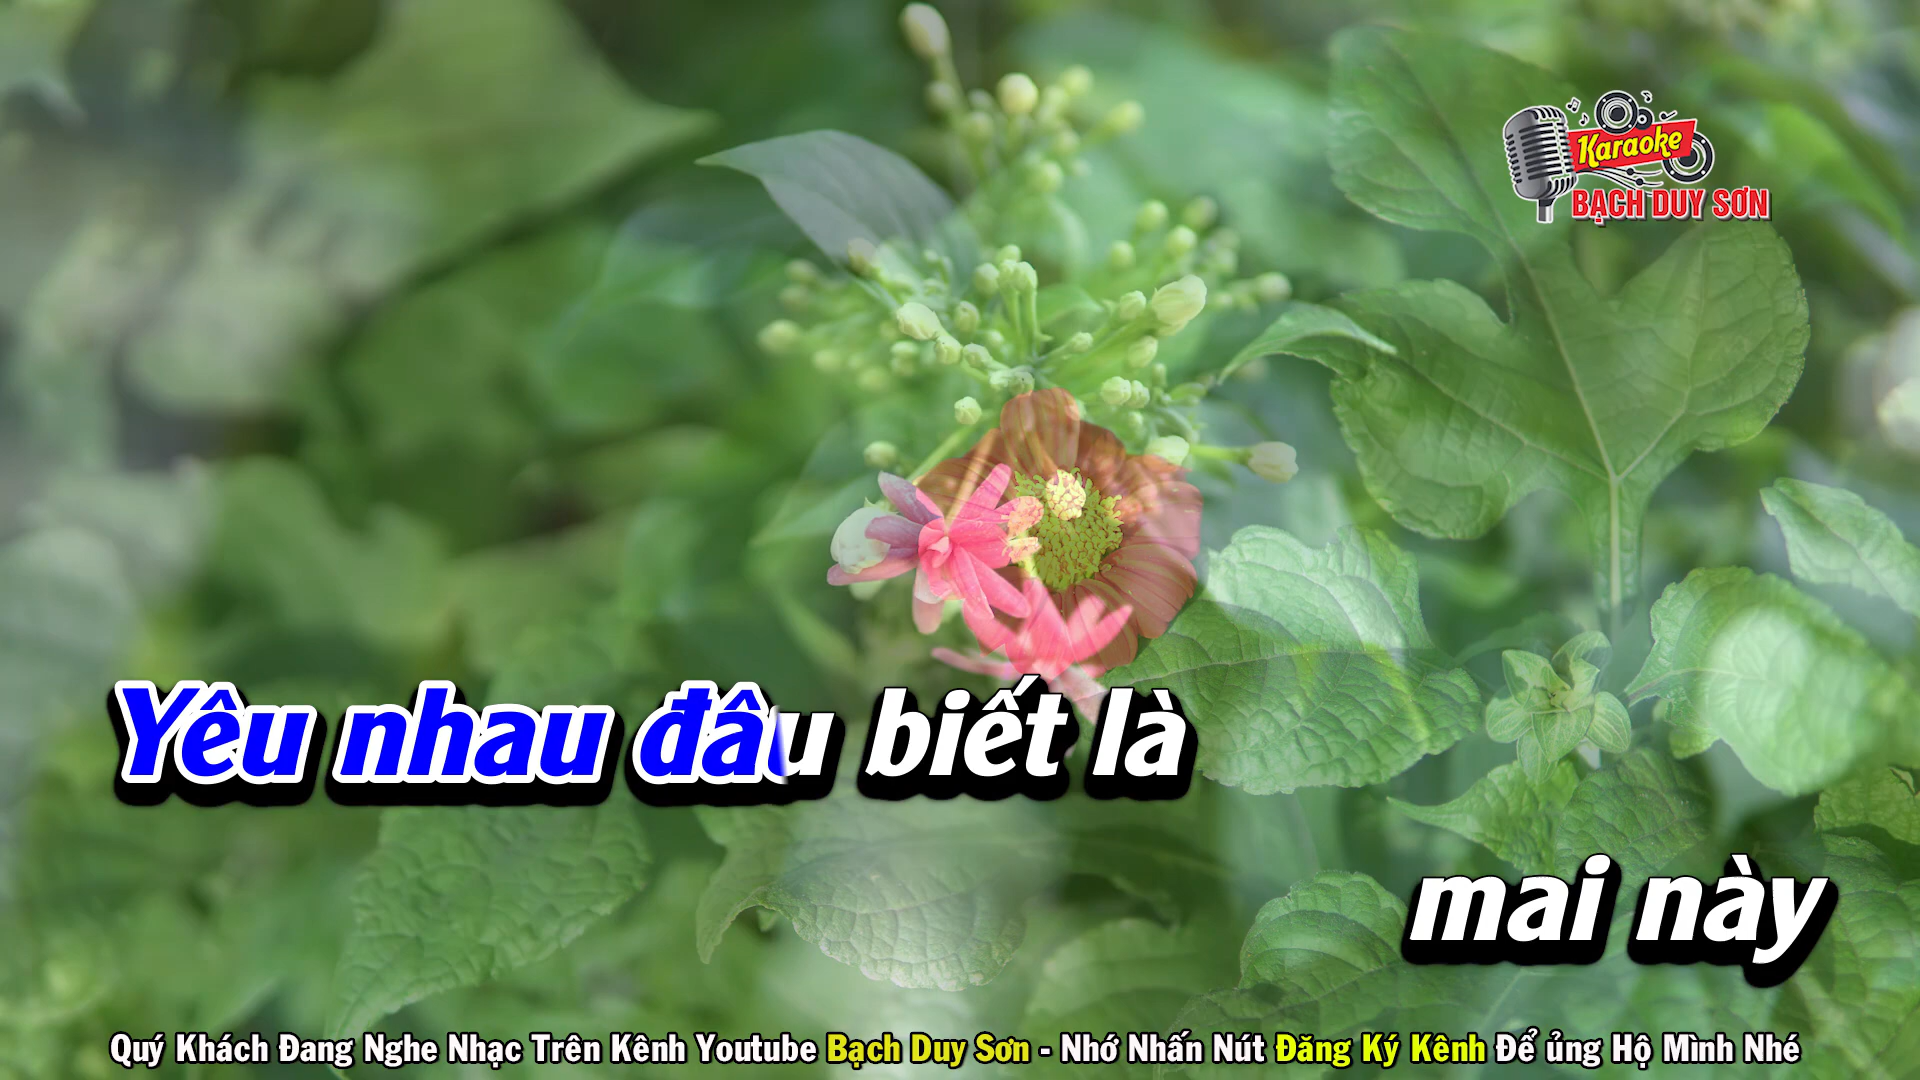 Karaoke
BẠCH DUY SƠN
Yêu nhau đâu biết là
mai này
Quý Khách Đang Nghe Nhạc Trên Kênh Youtube Bạch Duy Sơn - Nhớ Nhấn Nút Đăng Ký Kênh Để ủng Hộ Mình Nhé